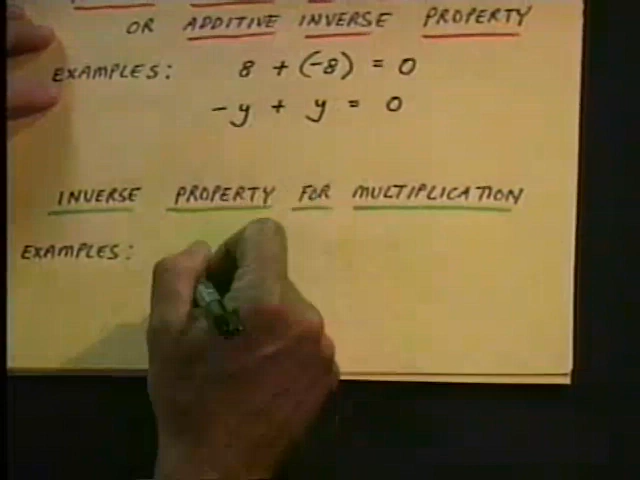 OR ADDITIVE INVERSE PROPERTY
EXAMPLES: 8 + (-8) = 0
-y + y = 0
INVERSE PROPERTY FOR MULTIPLICATION
EXAMPLES: